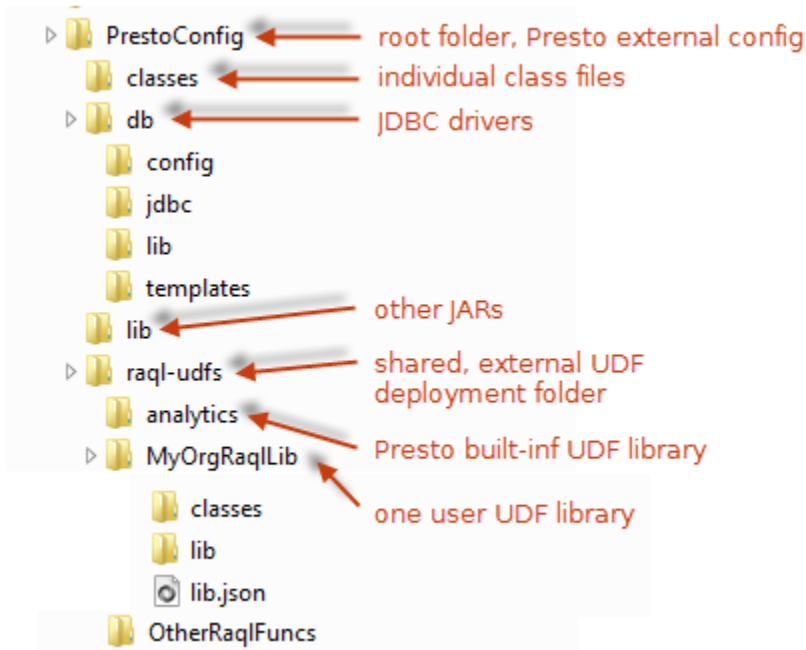 PrestoConfig root folder, Presto external config
classes individual class files
db JDBC drivers
config
jdbc
lib
templates
other JARs
lib
shared, external UDF
raql-udfs
deployment folder
analytics
Presto built-inf UDF library
MyOrgRaqlLib
classes one user UDF library
lib
lib.json
OtherRaqlFuncs